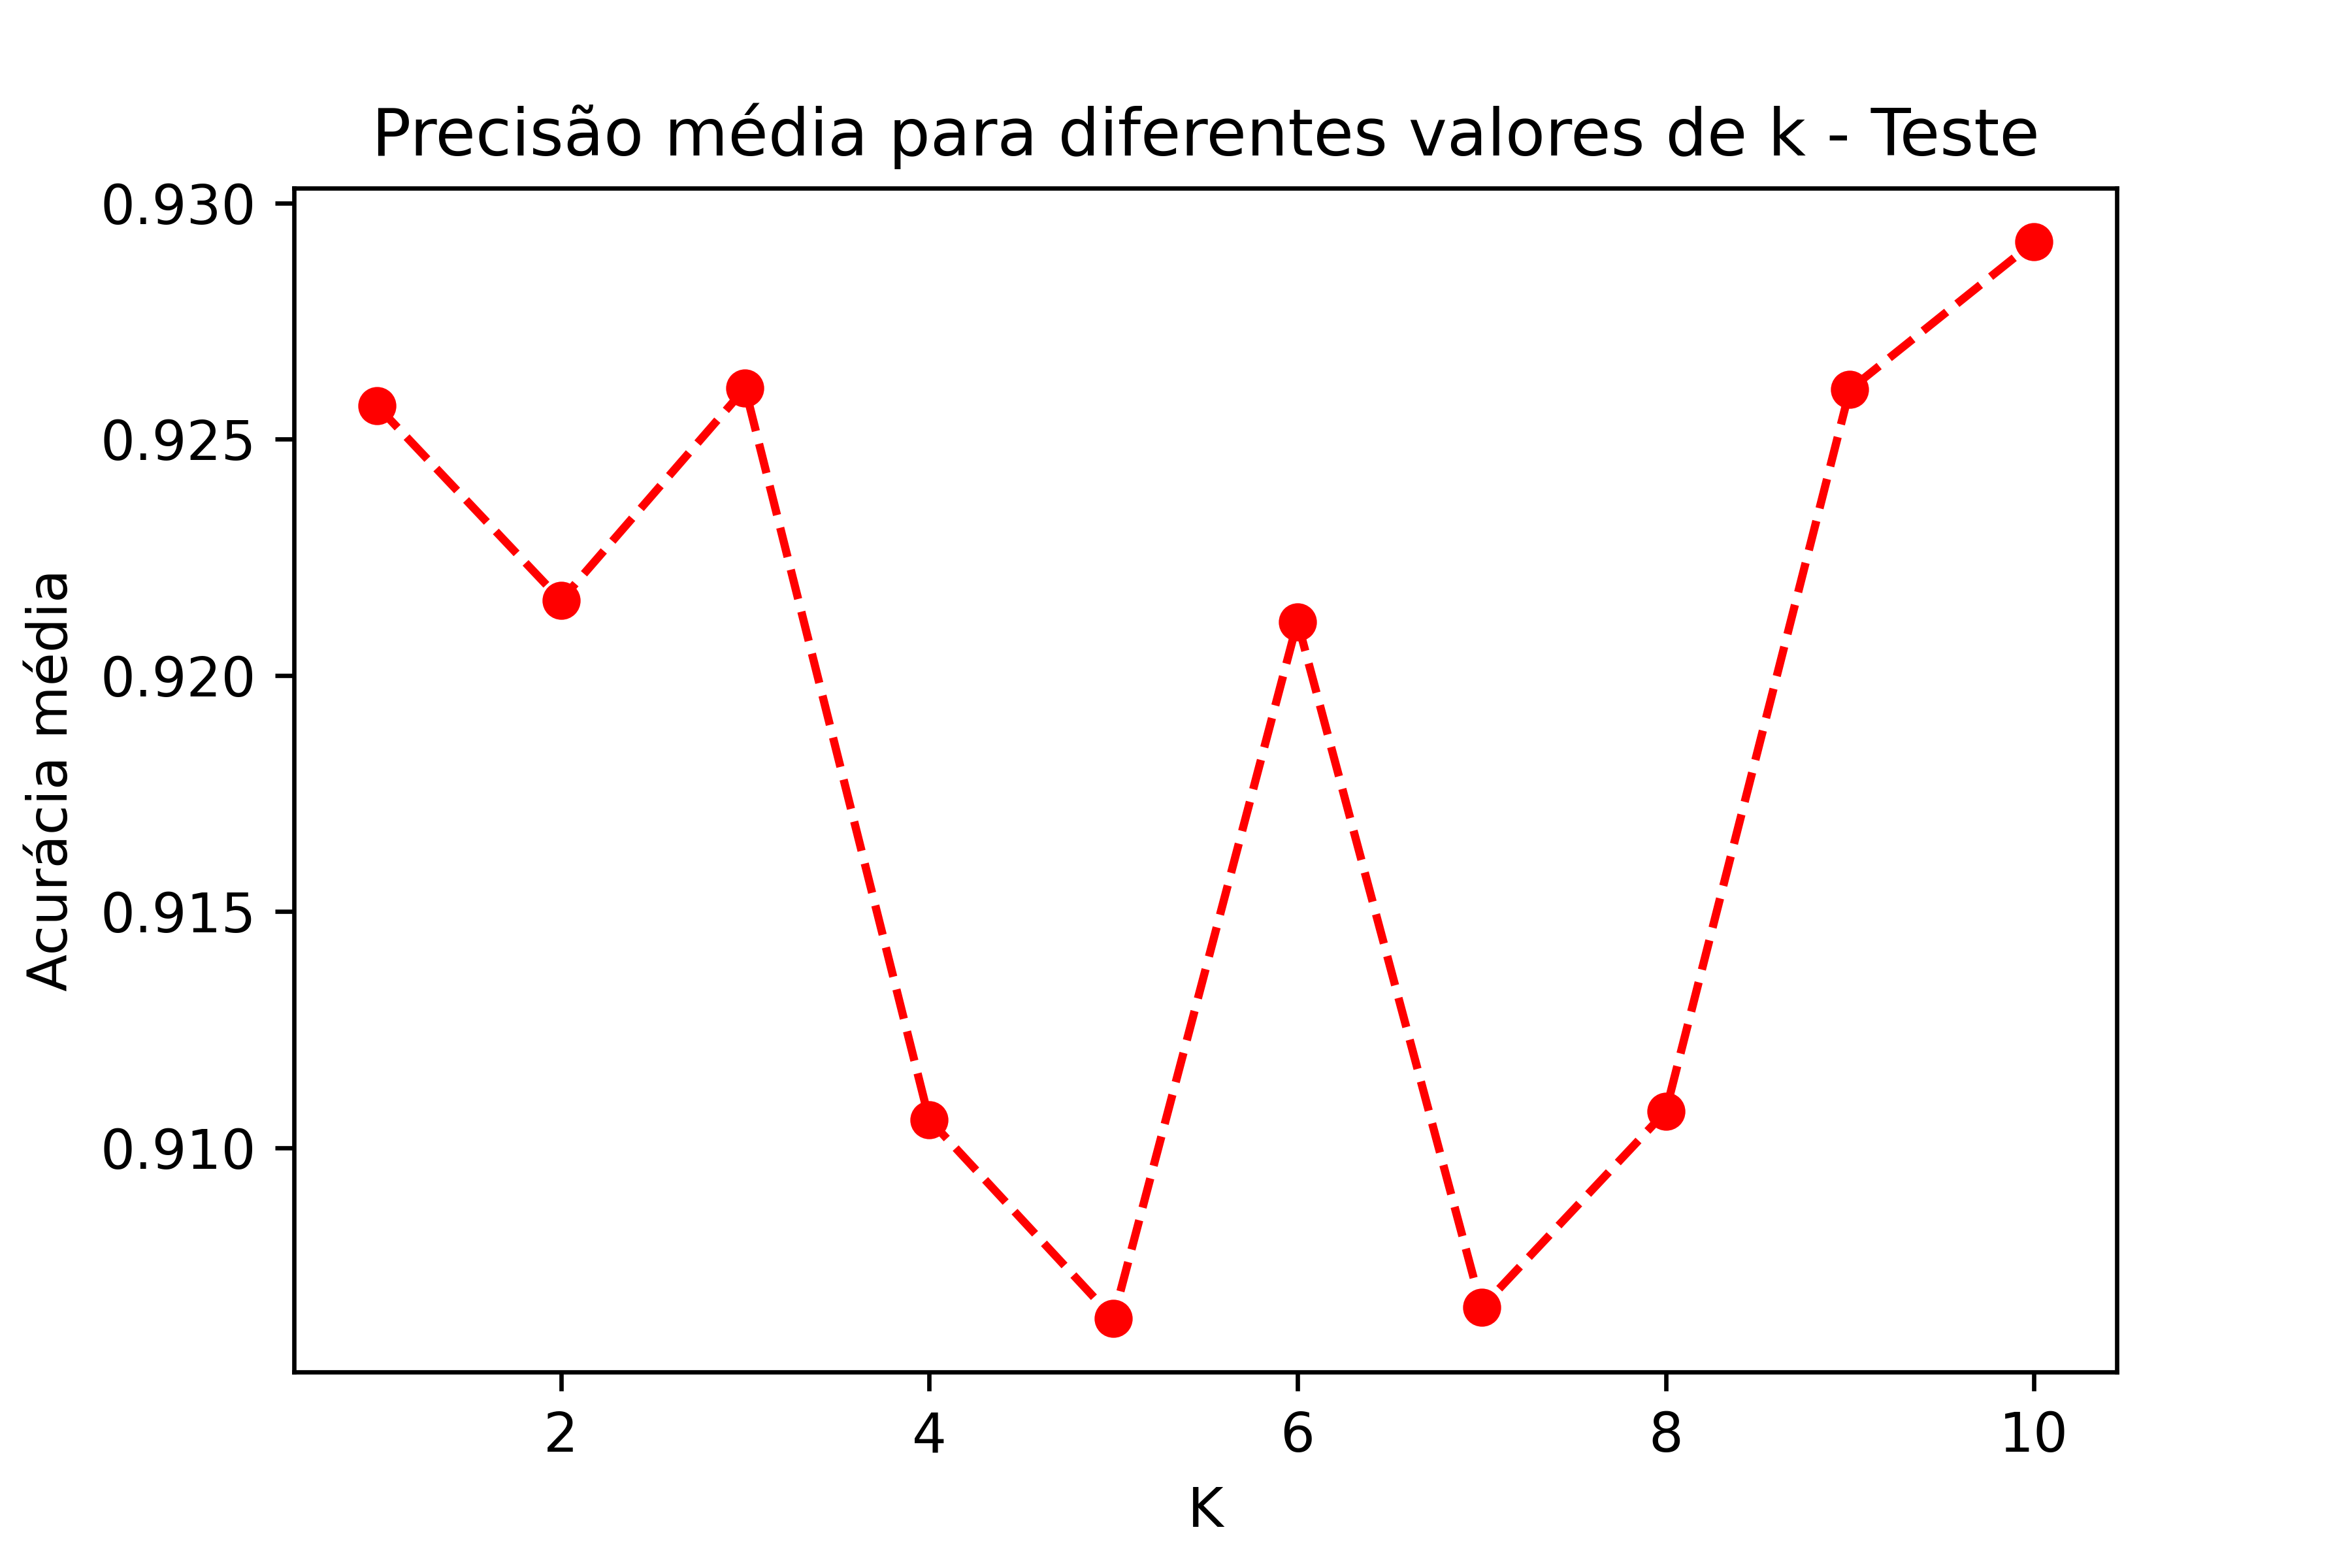 Precisão média para diferentes valores de k - Teste
0.930
0.925
0.920
0.915
0.910
Acurácia média
2 4 6 8 10
K